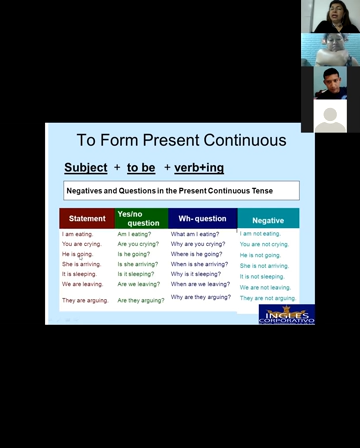 To Form Present Continuous
Subject + to be + verb+ing
Negatives and Questions in the Present Continuous Tense
Statement Yes/no question Wh- question Negative
I am eating. Am I eating? What am I eating? I am not eating.
You are crying. Are you crying? Why are you crying? You are not crying.
He is going. Is he going? Where is he going? He is not going.
She is arriving. Is she arriving? When is she arriving? She is not arriving.
It is sleeping. Is it sleeping? Why is it sleeping? It is not sleeping.
We are leaving. Are we leaving? When are we leaving? We are not leaving.
They are arguing. Are they arguing? Why are they arguing? They are not arguing.
INGLES
CORPORATIVO